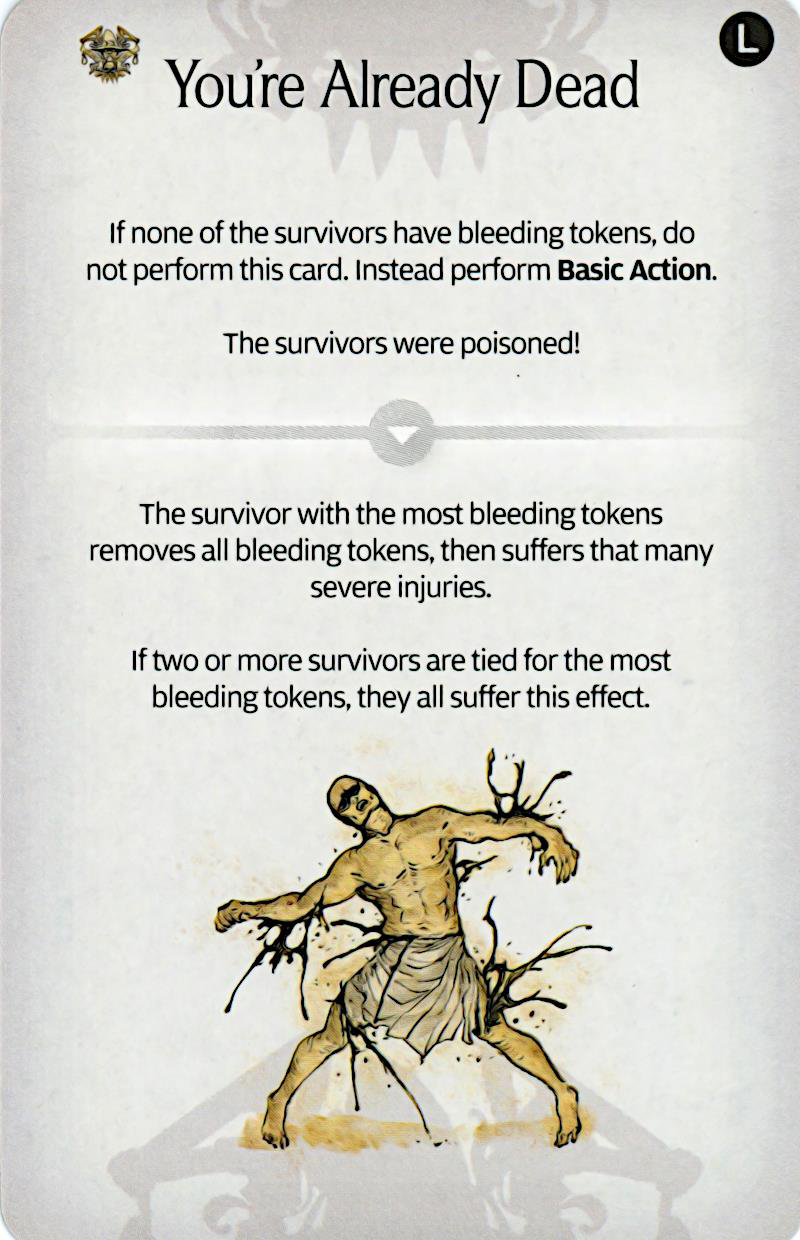 L
You're Already Dead
If none of the survivors have bleeding tokens, do
not perform this card. Instead perform Basic Action.
The survivors were poisoned!
The survivor with the most bleeding tokens
removes all bleeding tokens, then suffers that many
severe injuries.
If two or more survivors are tied for the most
bleeding tokens, they all suffer this effect.